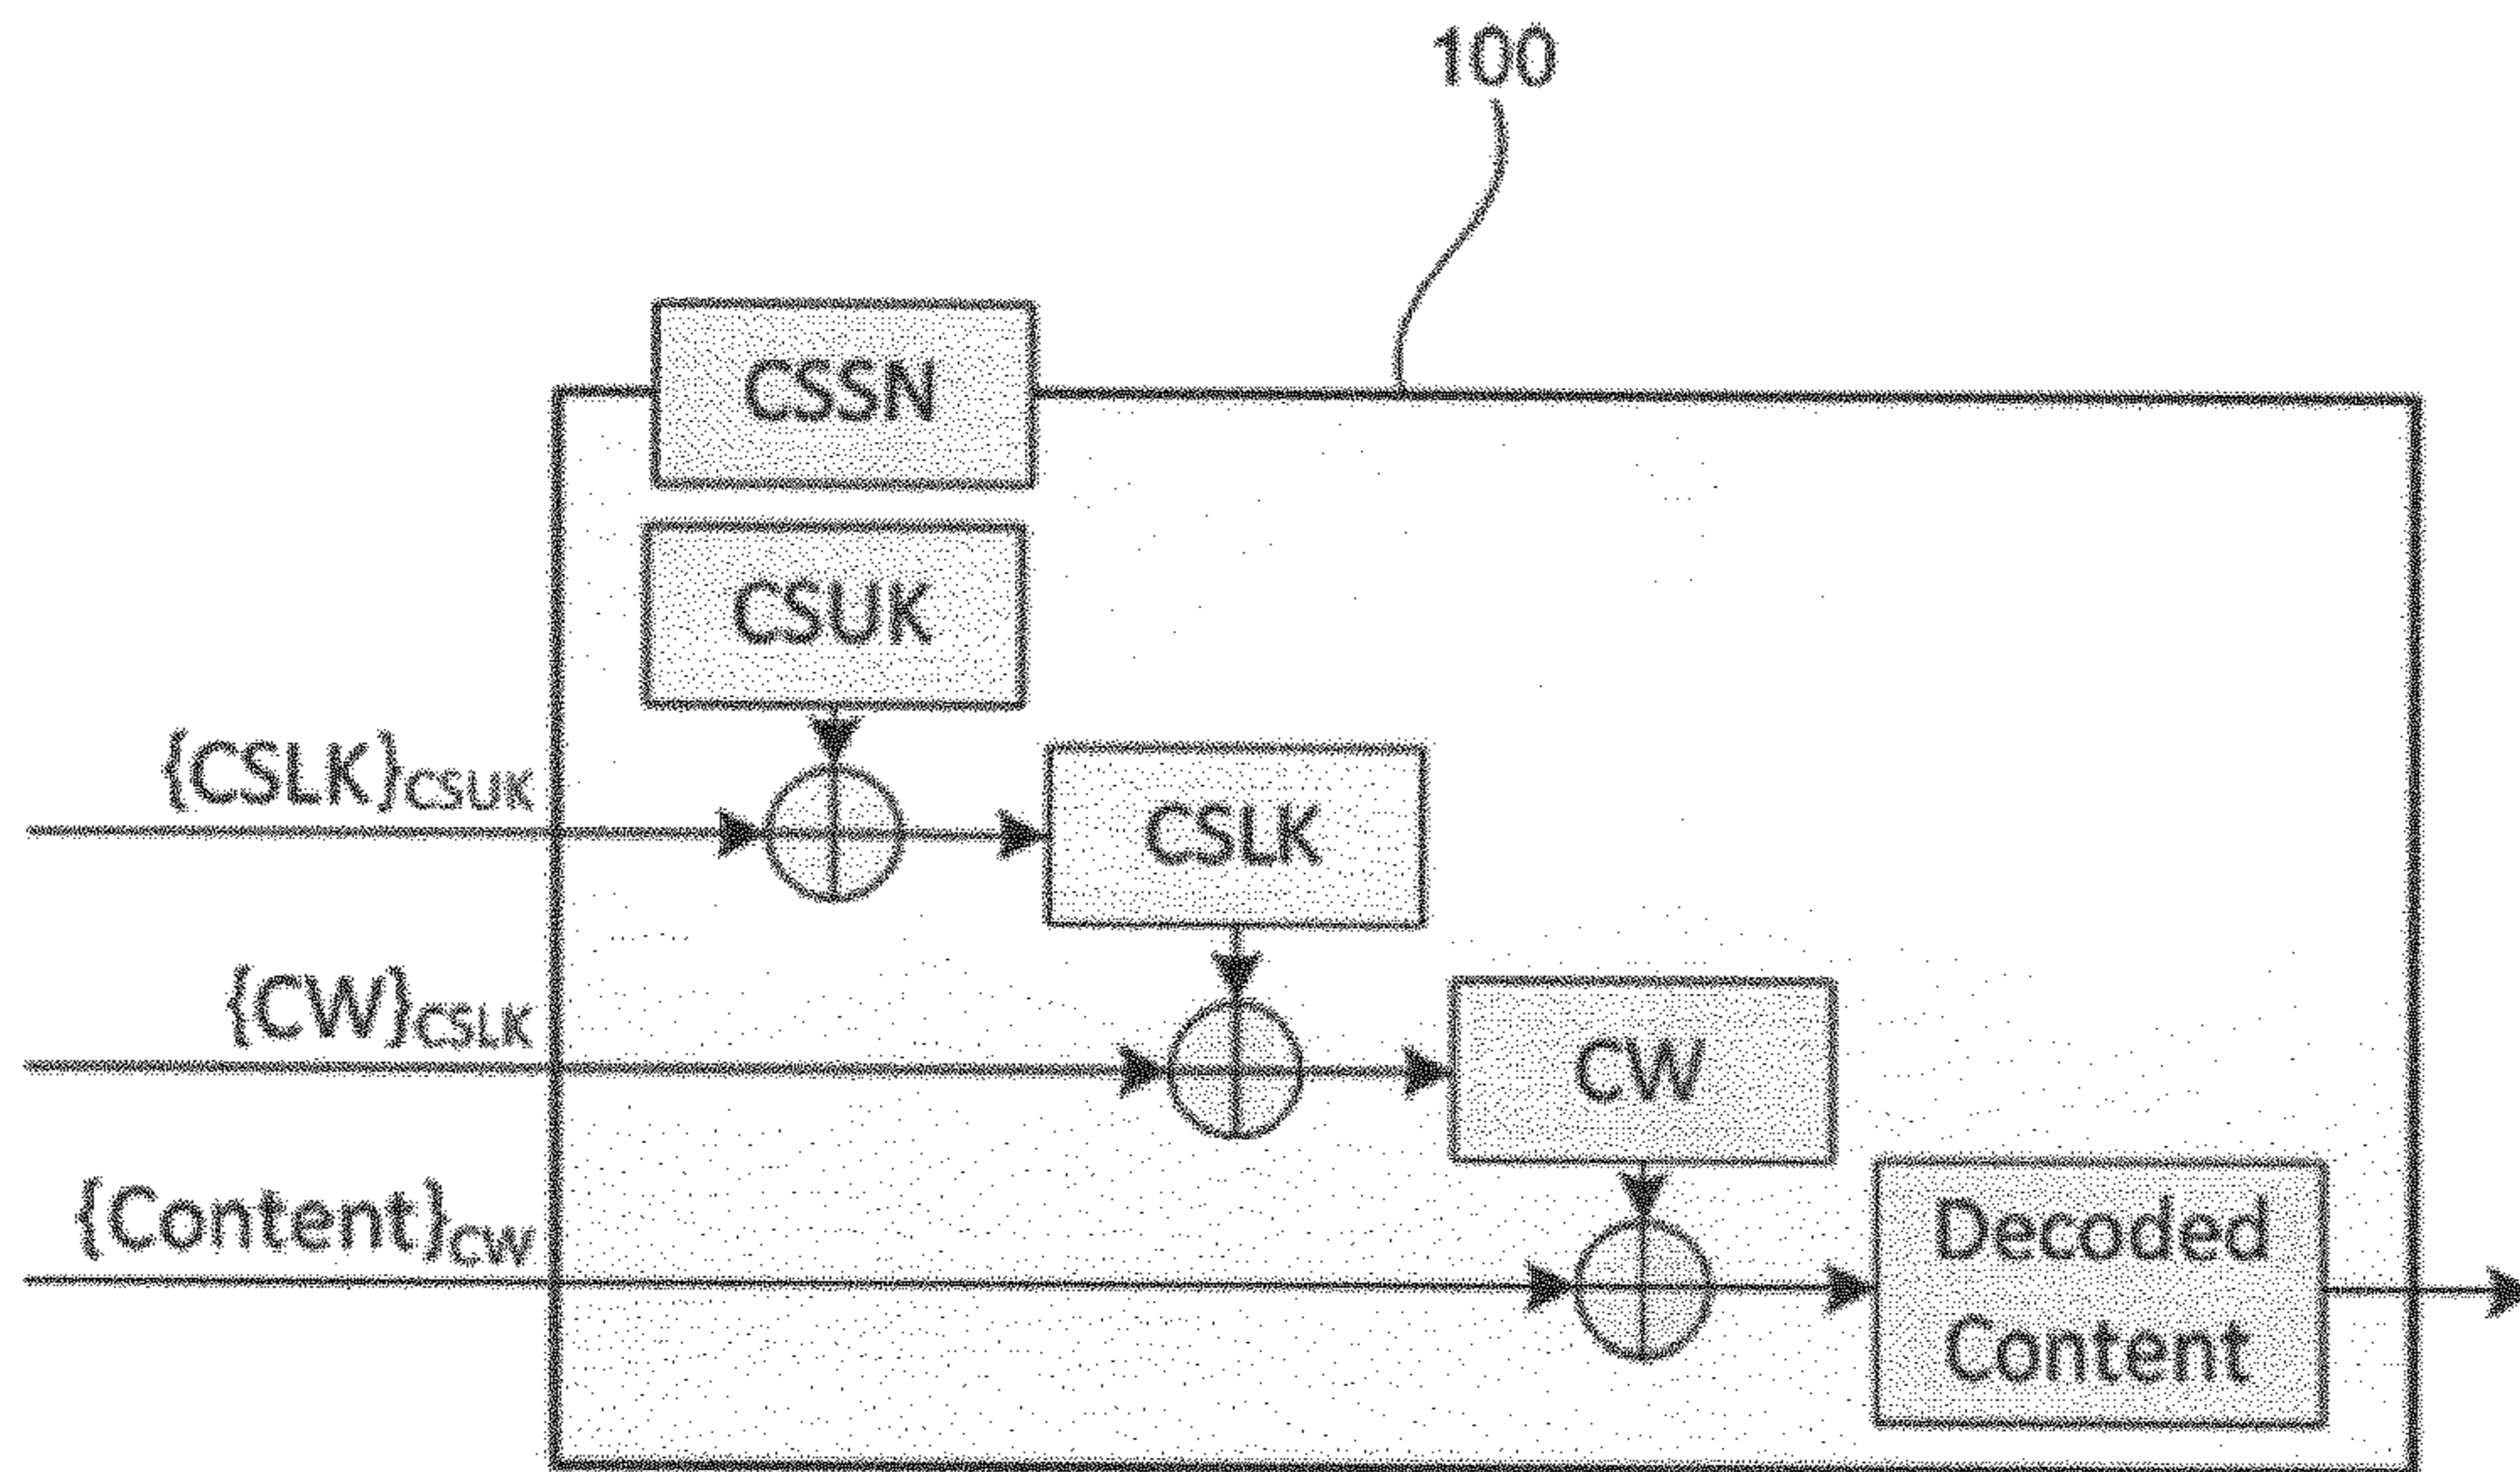 100
CSSN
CSUK
{CSLK}CSUK
CSLK
{CW}CSLK
CW
{Content}CW
Decoded
Content